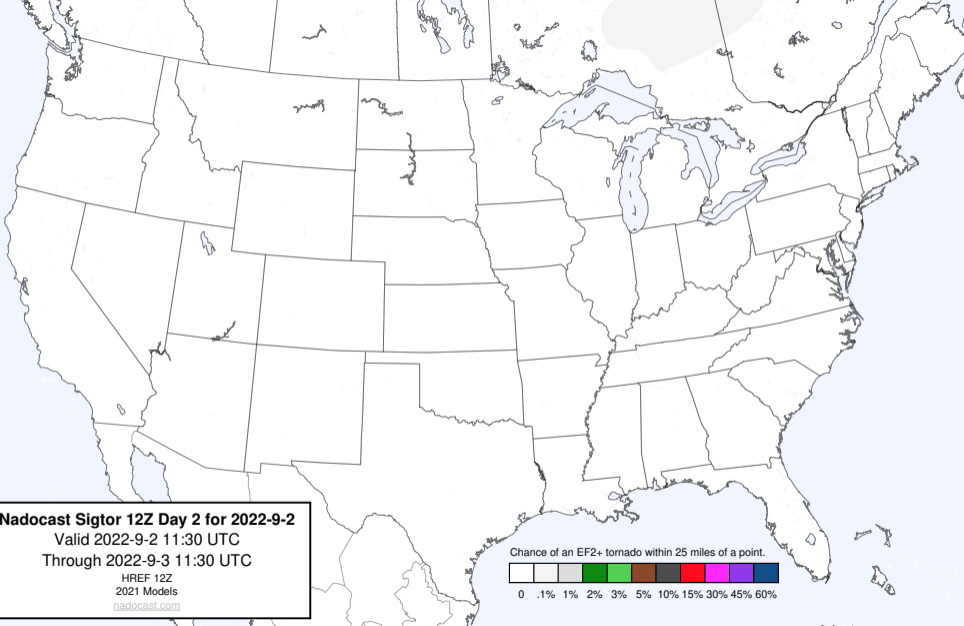 Nadocast Sigtor 12Z Day 2 for 2022-9-2
Valid 2022-9-2 11:30 UTC
Through 2022-9-3 11:30 UTC
HREF 12Z
2021 Models
nadocast.com
Chance of an EF2+ tornado within 25 miles of a point.
0 .1% 1% 2% 3% 5% 10% 15% 30% 45% 60%